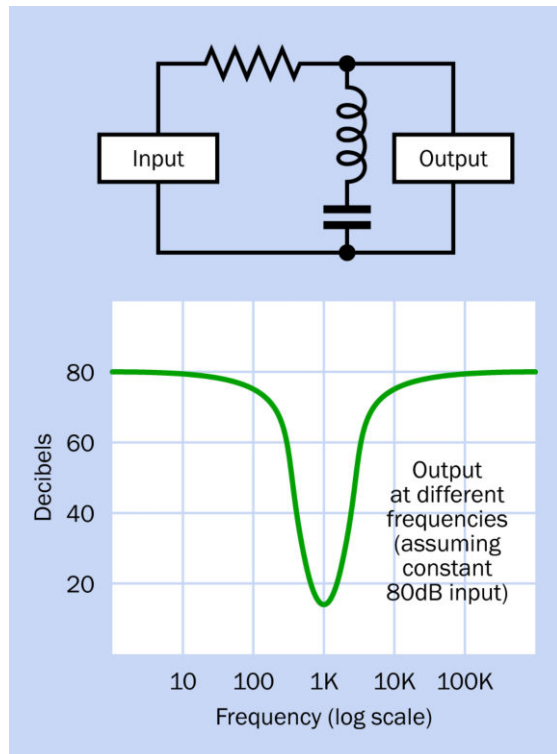 Input
Output
80
60
40
20
Decibels
Output
at different
frequencies
(assuming
constant
80dB input)
10 100 1K 10K 100K
Frequency (log scale)